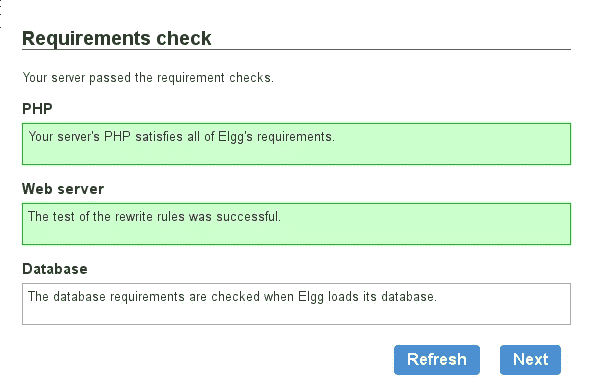 Requirements check
Your server passed the requirement checks.
PHP
Your server's PHP satisfies all of Elgg's requirements.
Web server
The test of the rewrite rules was successful.
Database
The database requirements are checked when Elgg loads its database.
Refresh Next